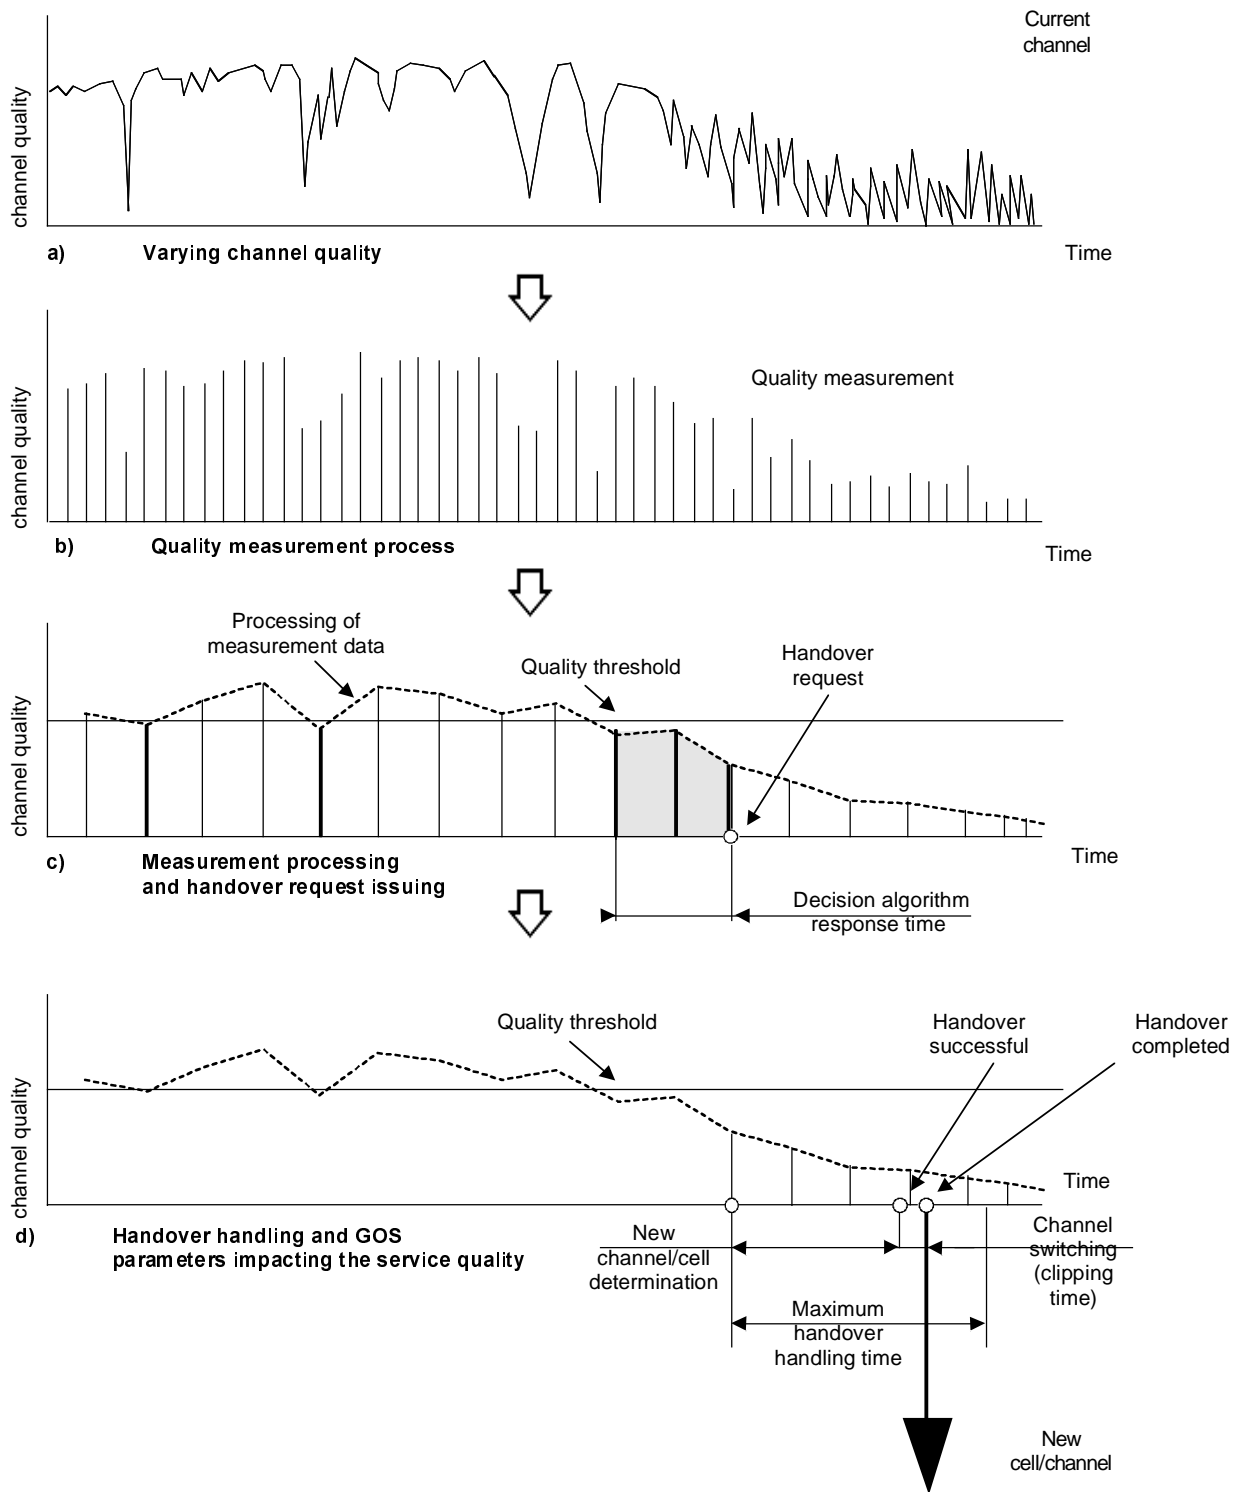 Current
channel
channel quality
a) Varying channel quality
Time
channel quality
Quality measurement
b) Quality measurement process
Time
Processing of
measurement data
Quality threshold
Handover
request
channel quality
c) Measurement processing
and handover request issuing
Time
Decision algorithm
response time
Quality threshold
Handover
successful
Handover
completed
channel quality
Time
d) Handover handling and GOS
parameters impacting the service quality
New
channel/cell
determination
Channel
switching
(clipping
time)
Maximum
handover
handling time
New
cell/channel